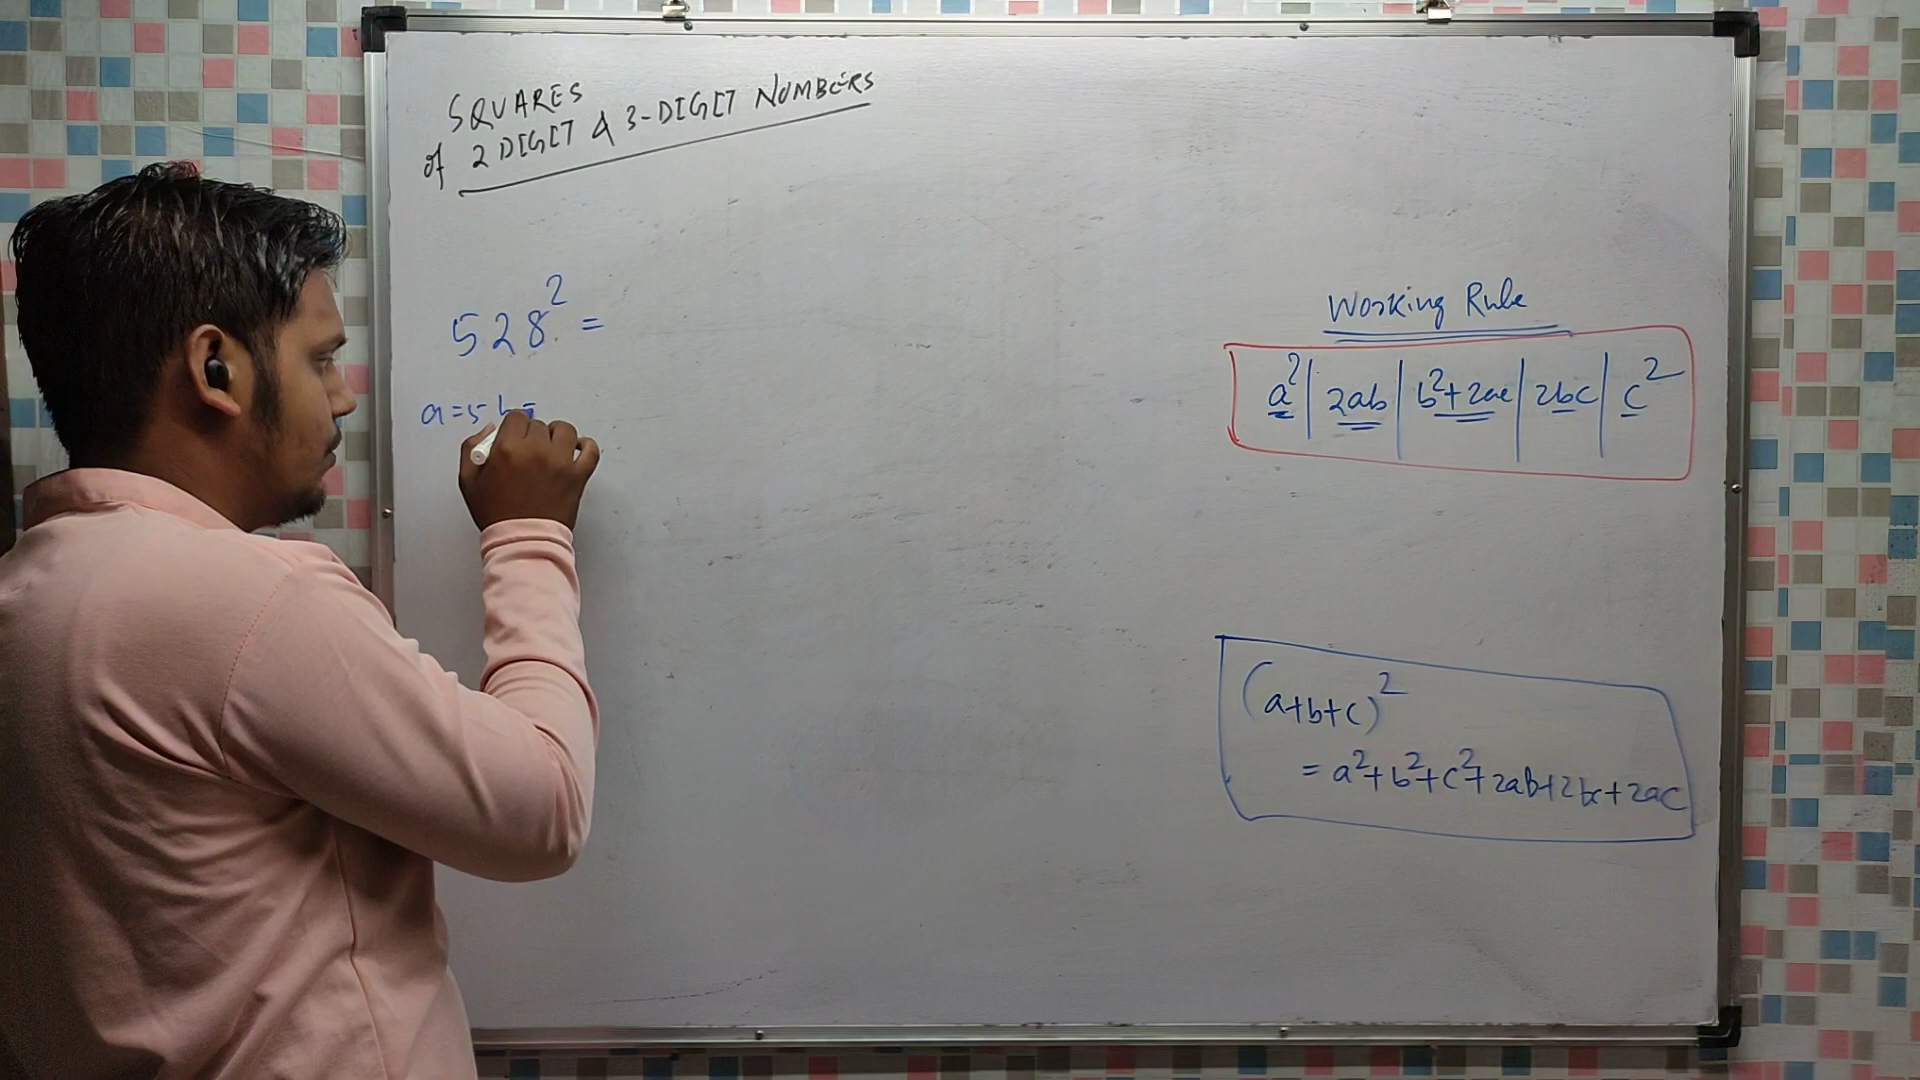 SQUARES
of 2 DIGIT & 3-DIGIT NUMBERS
528² =
a=5 b=
Working Rule
a² | 2ab | b²+2ac | 2bc | c²
(a+b+c)²
= a²+b²+c²+2ab+2bc+2ac